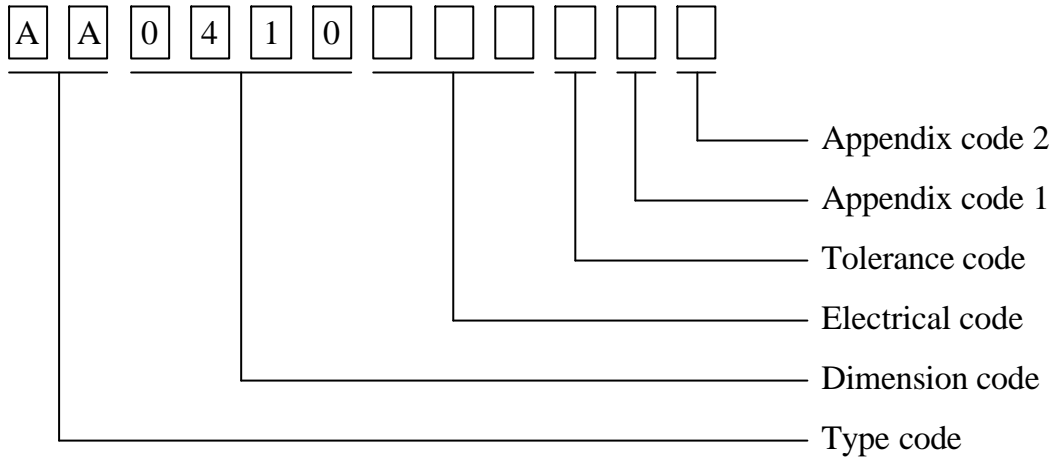 A A 0 4 1 0
Appendix code 2
Appendix code 1
Tolerance code
Electrical code
Dimension code
Type code